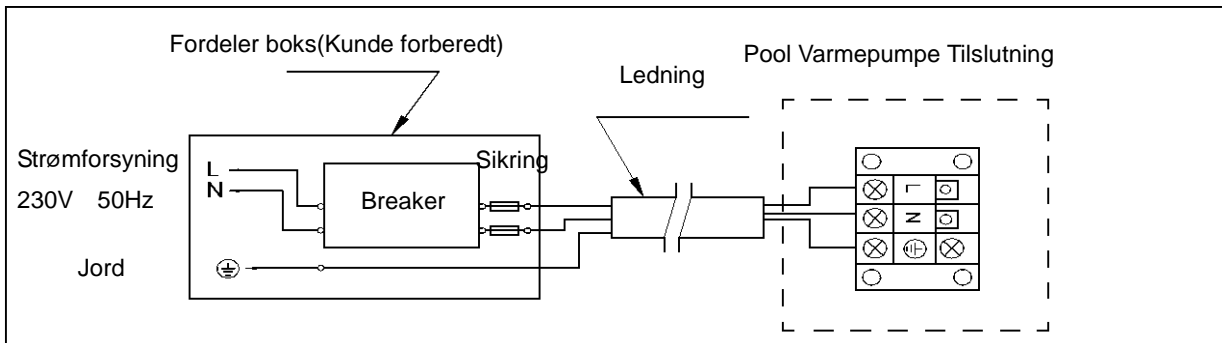 Fordeler boks(Kunde forberedt)
Pool Varmepumpe Tilslutning
Ledning
Strømforsyning
230V 50Hz
L
N
Sikring
Breaker
Jord
L
N